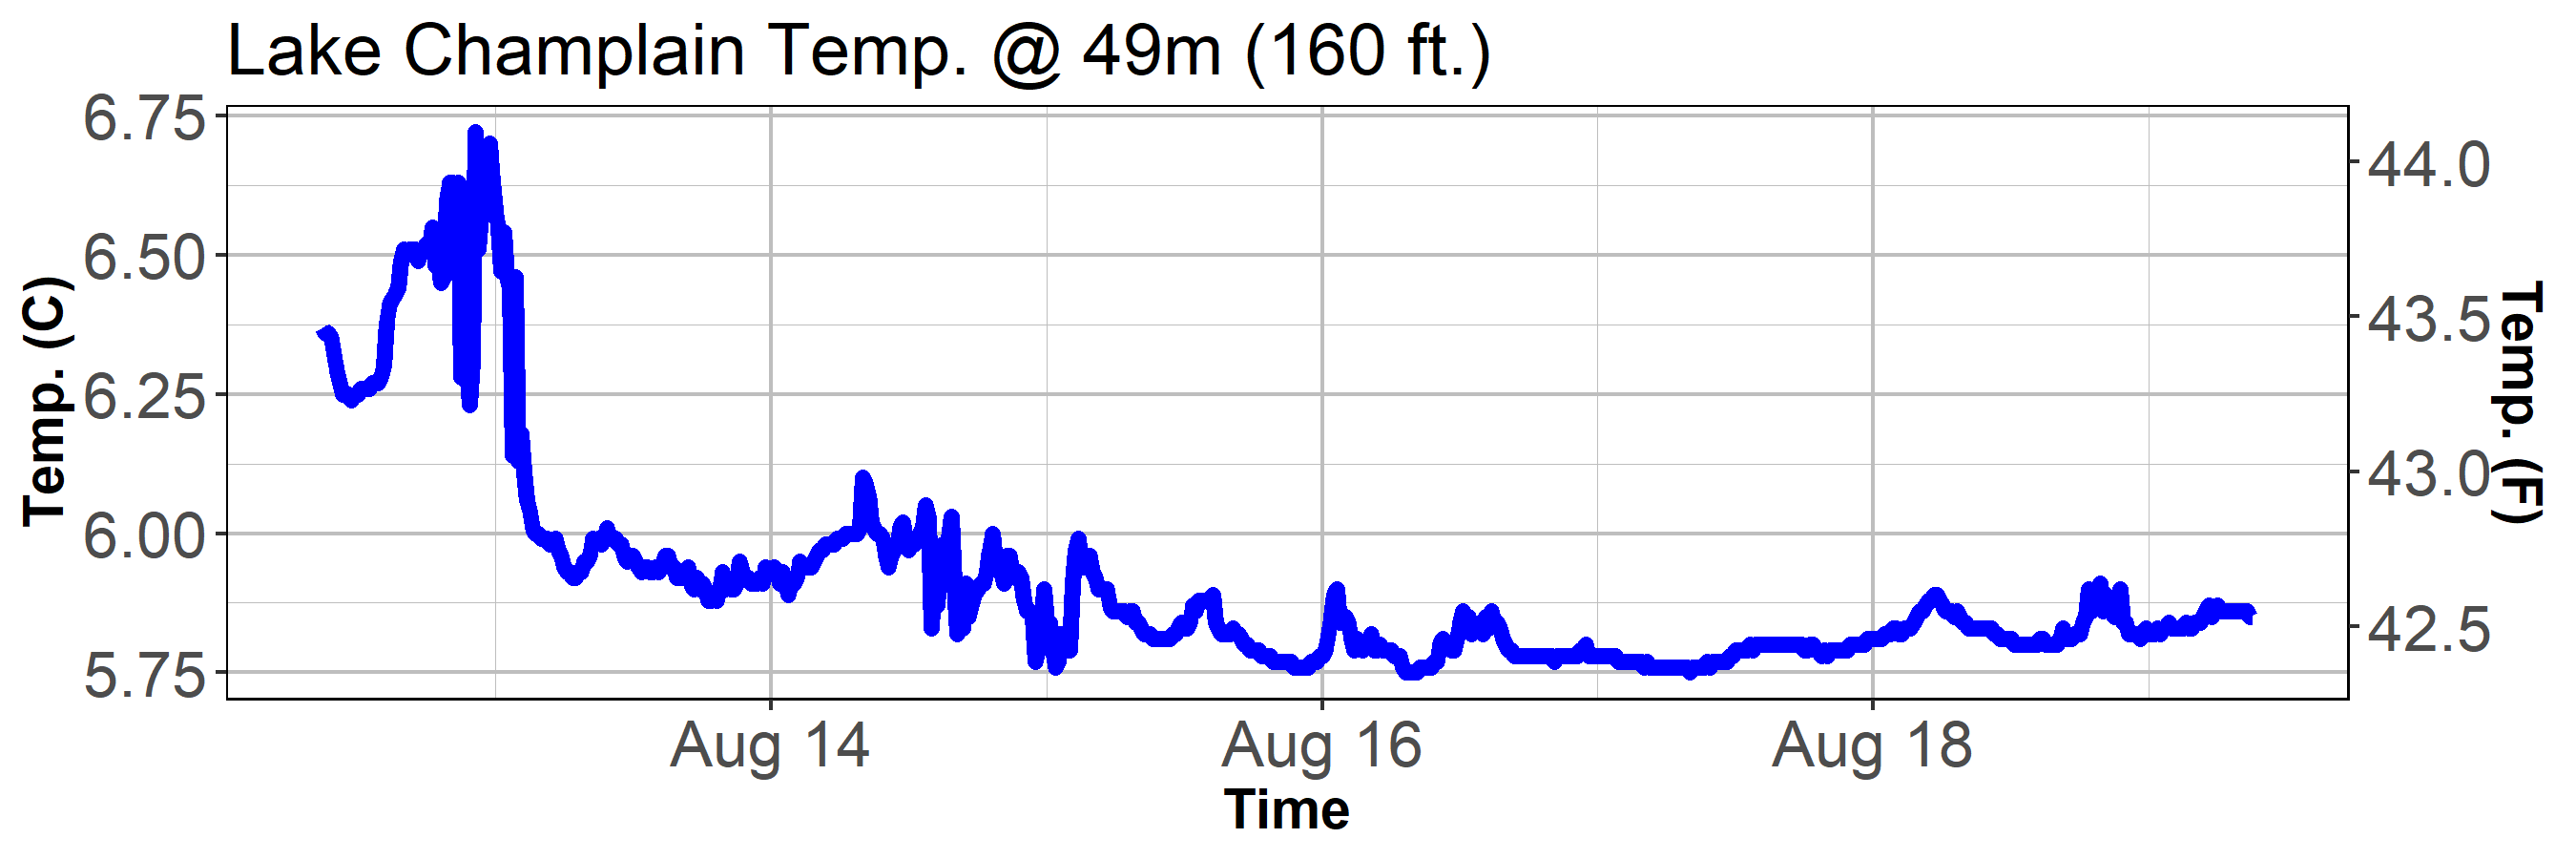 Lake Champlain Temp. @ 49m (160 ft.)
Temp. (C)
6.75
6.50
6.25
6.00
5.75
44.0
43.5
43.0
42.5
Temp. (F)
Aug 14
Aug 16
Aug 18
Time